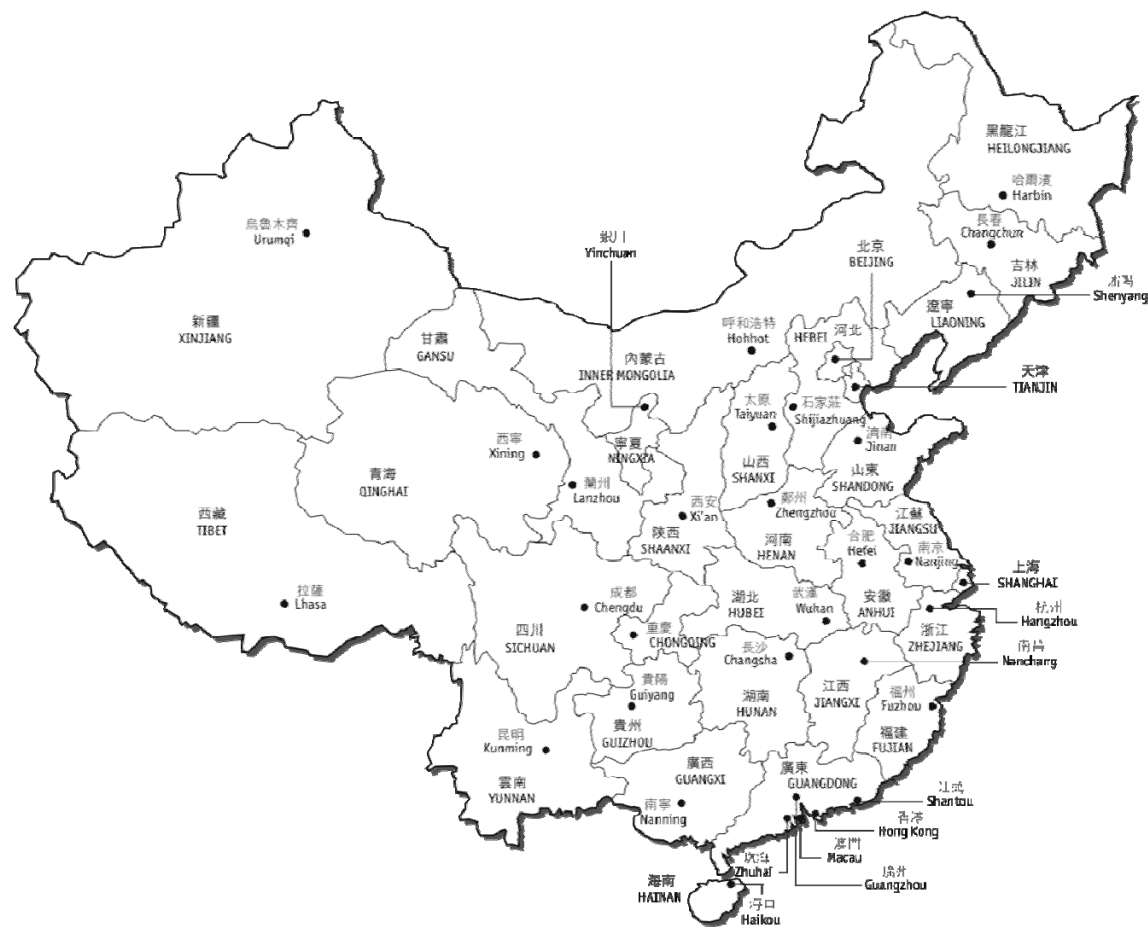 黑龍江
HEILONGJIANG
哈爾濱
Harbin
長春
Changchun
吉林
JILIN
瀋陽
Shenyang
遼寧
LIAONING
北京
BEIJING
銀川
Yinchuan
烏魯木齊
Urumqi
新疆
XINJIANG
甘肅
GANSU
呼和浩特
Hohhot
HEBEI 河北
內蒙古
INNER MONGOLIA
天津
TIANJIN
太原
Taiyuan
石家莊
Shijiazhuang
濟南
Jinan
西寧
Xining
寧夏
NINGXIA
山西
SHANXI
山東
SHANDONG
青海
QINGHAI
蘭州
Lanzhou
西藏
TIBET
西安
Xi'an
鄭州
Zhengzhou
江蘇
JIANGSU
陝西
SHAANXI
河南
HENAN
合肥
Hefei
南京
Nanjing
上海
SHANGHAI
拉薩
Lhasa
成都
Chengdu
湖北
HUBEI
武漢
Wuhan
安徽
ANHUI
杭州
Hangzhou
四川
SICHUAN
重慶
CHONGQING
浙江
ZHEJIANG
長沙
Changsha
南昌
Nanchang
貴陽
Guiyang
湖南
HUNAN
江西
JIANGXI
福州
Fuzhou
貴州
GUIZHOU
福建
FUJIAN
昆明
Kunming
雲南
YUNNAN
廣西
GUANGXI
廣東
GUANGDONG
南寧
Nanning
Shantou
香港
Hong Kong
澳門
Macau
Zhuhai
Guangzhou
海南
HAINAN
海口
Haikou